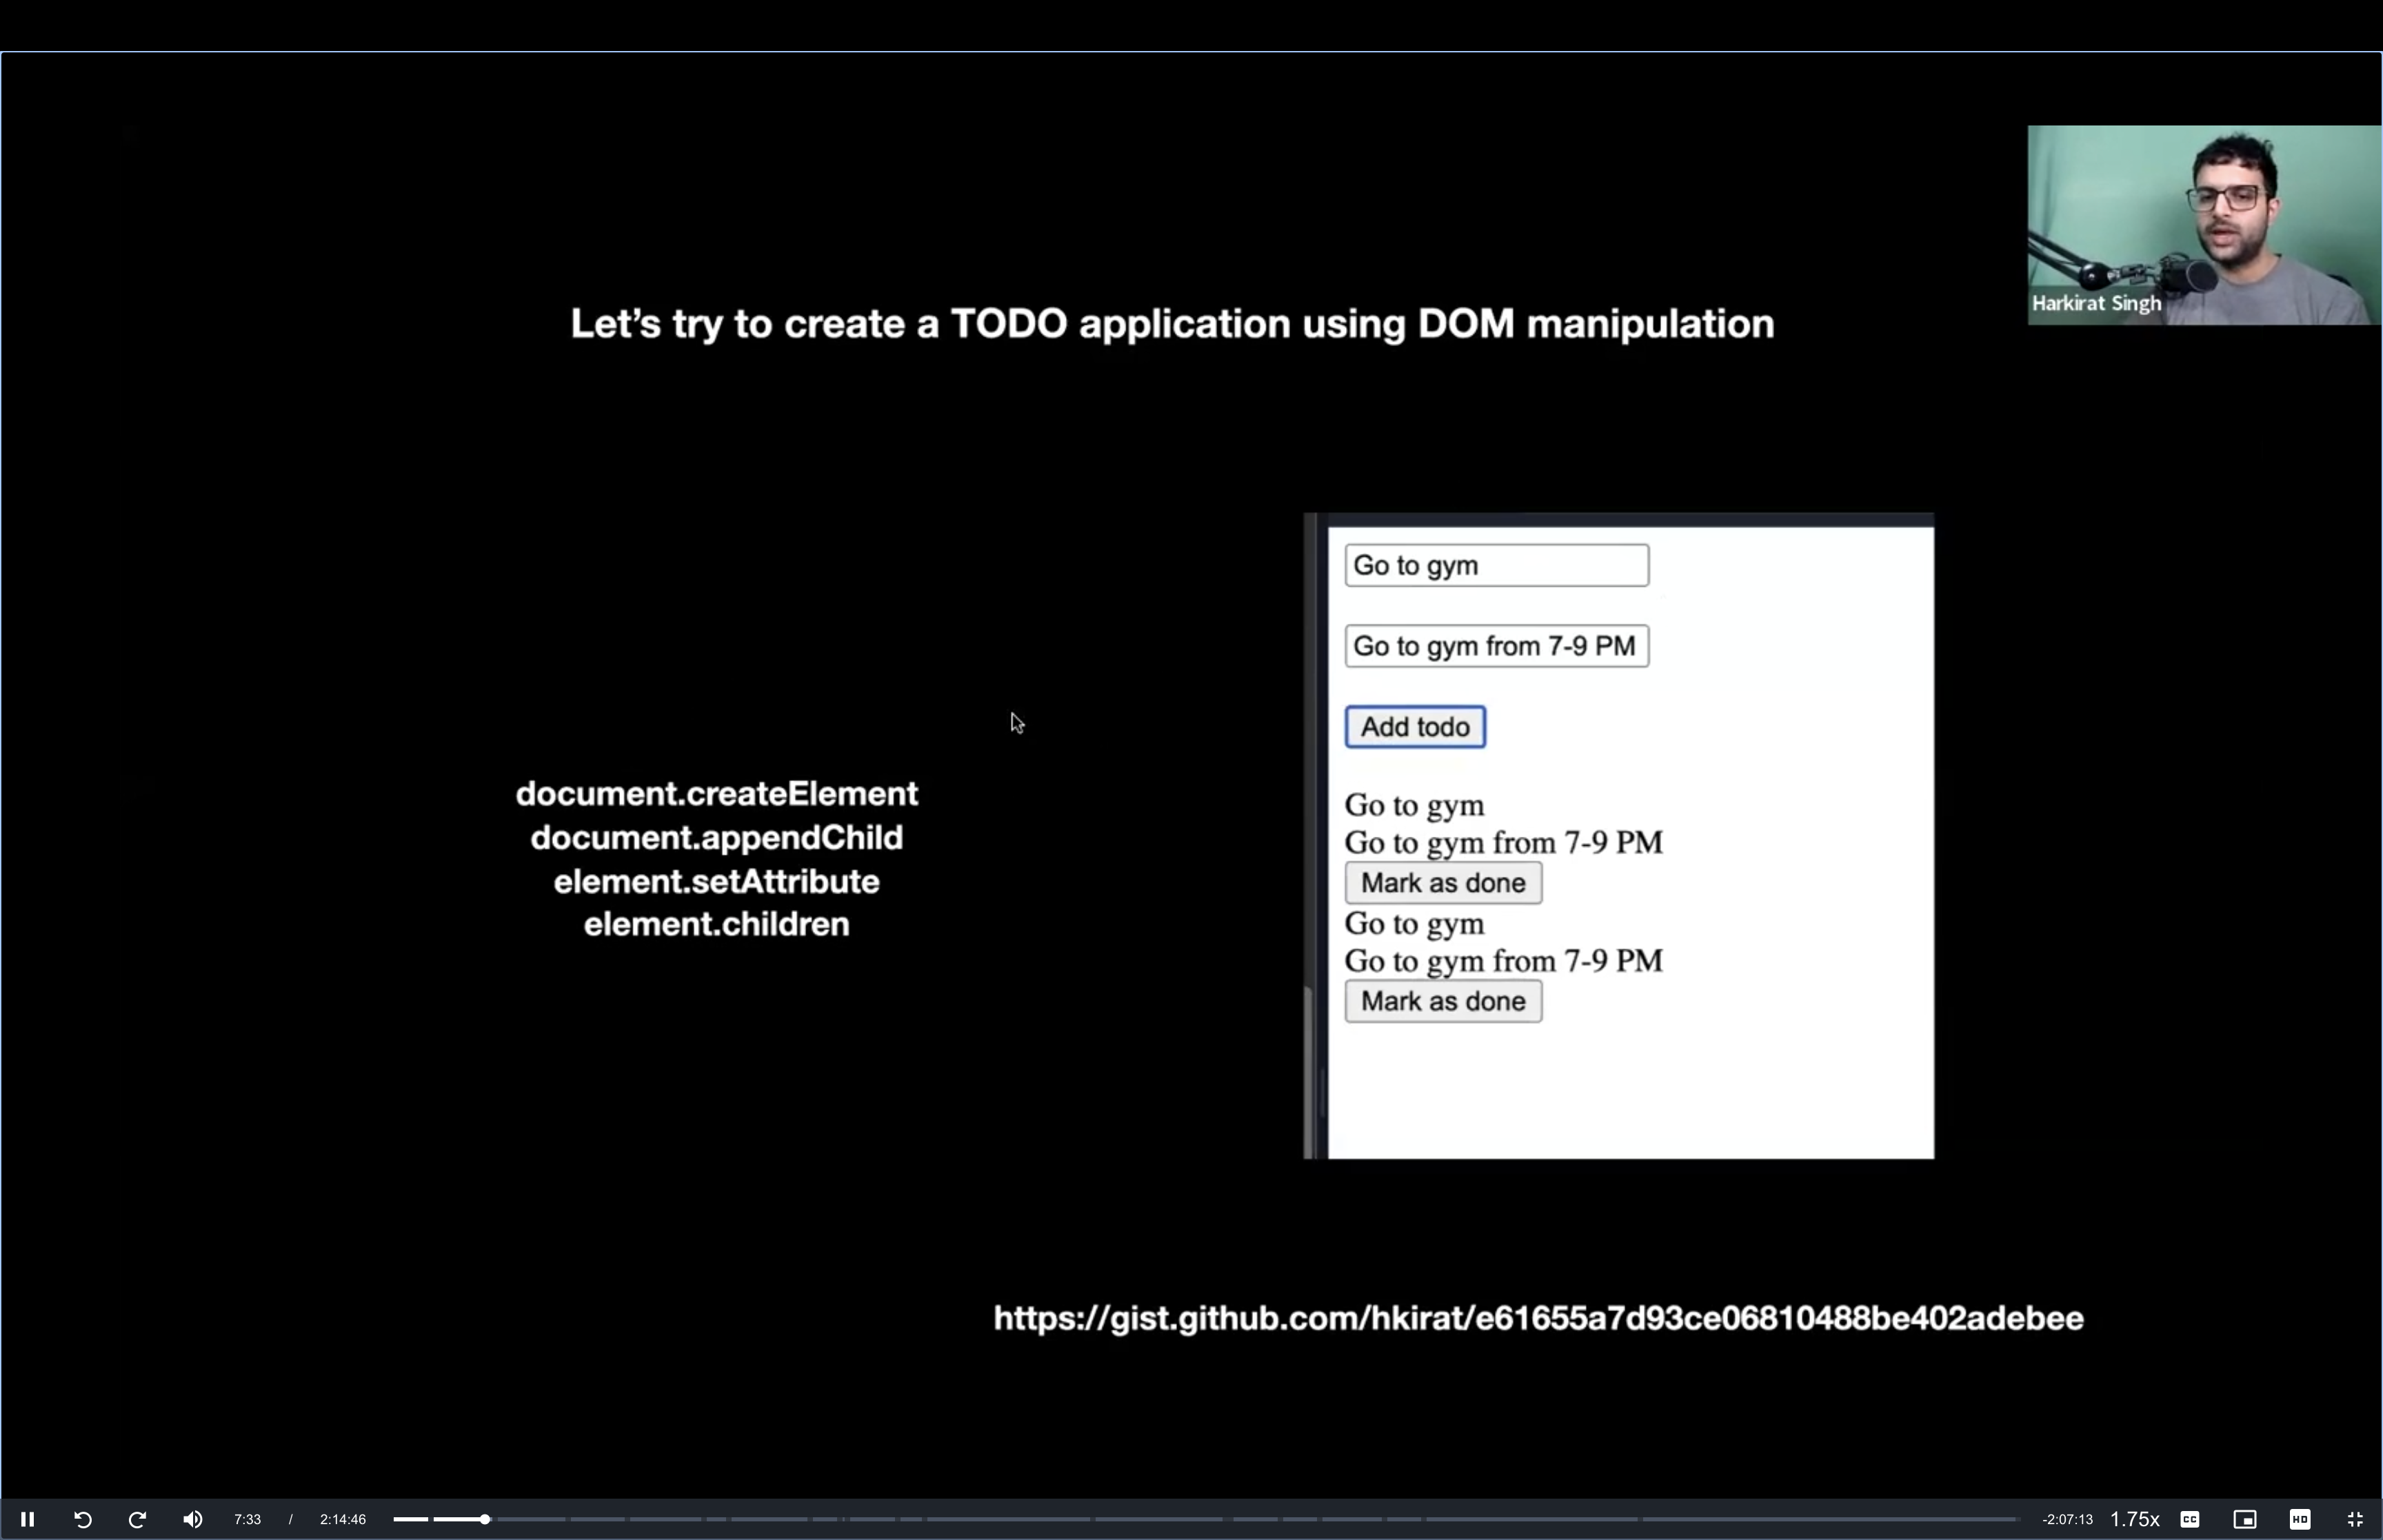 Harkirat Singh
Let’s try to create a TODO application using DOM manipulation
document.createElement
document.appendChild
element.setAttribute
element.children
Go to gym
Go to gym from 7-9 PM
Add todo
Go to gym
Go to gym from 7-9 PM
Mark as done
Go to gym
Go to gym from 7-9 PM
Mark as done
https://gist.github.com/hkirat/e61655a7d93ce06810488be402adebee
7:33 / 2:14:46 -2:07:13 1.75x CC HD